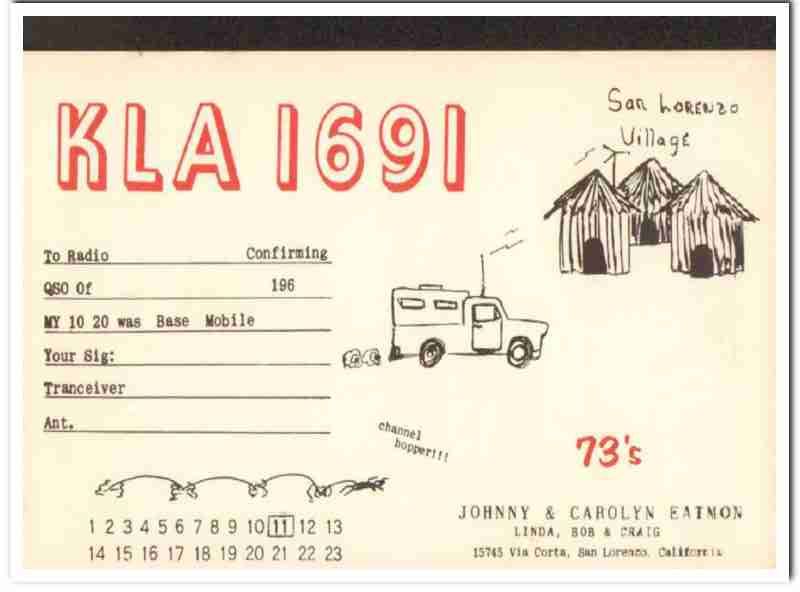 KLA 1691
San Lorenzo
Village
To Radio Confirming
QSO Of 196
MY 10 20 was Base Mobile
Your Sig:
Tranceiver
Ant.
channel
hopper!!!
73's
1 2 3 4 5 6 7 8 9 10 11 12 13
14 15 16 17 18 19 20 21 22 23
JOHNNY & CAROLYN EATMON
LINDA, BOB & CRAIG
15745 Via Corta, San Lorenzo, California